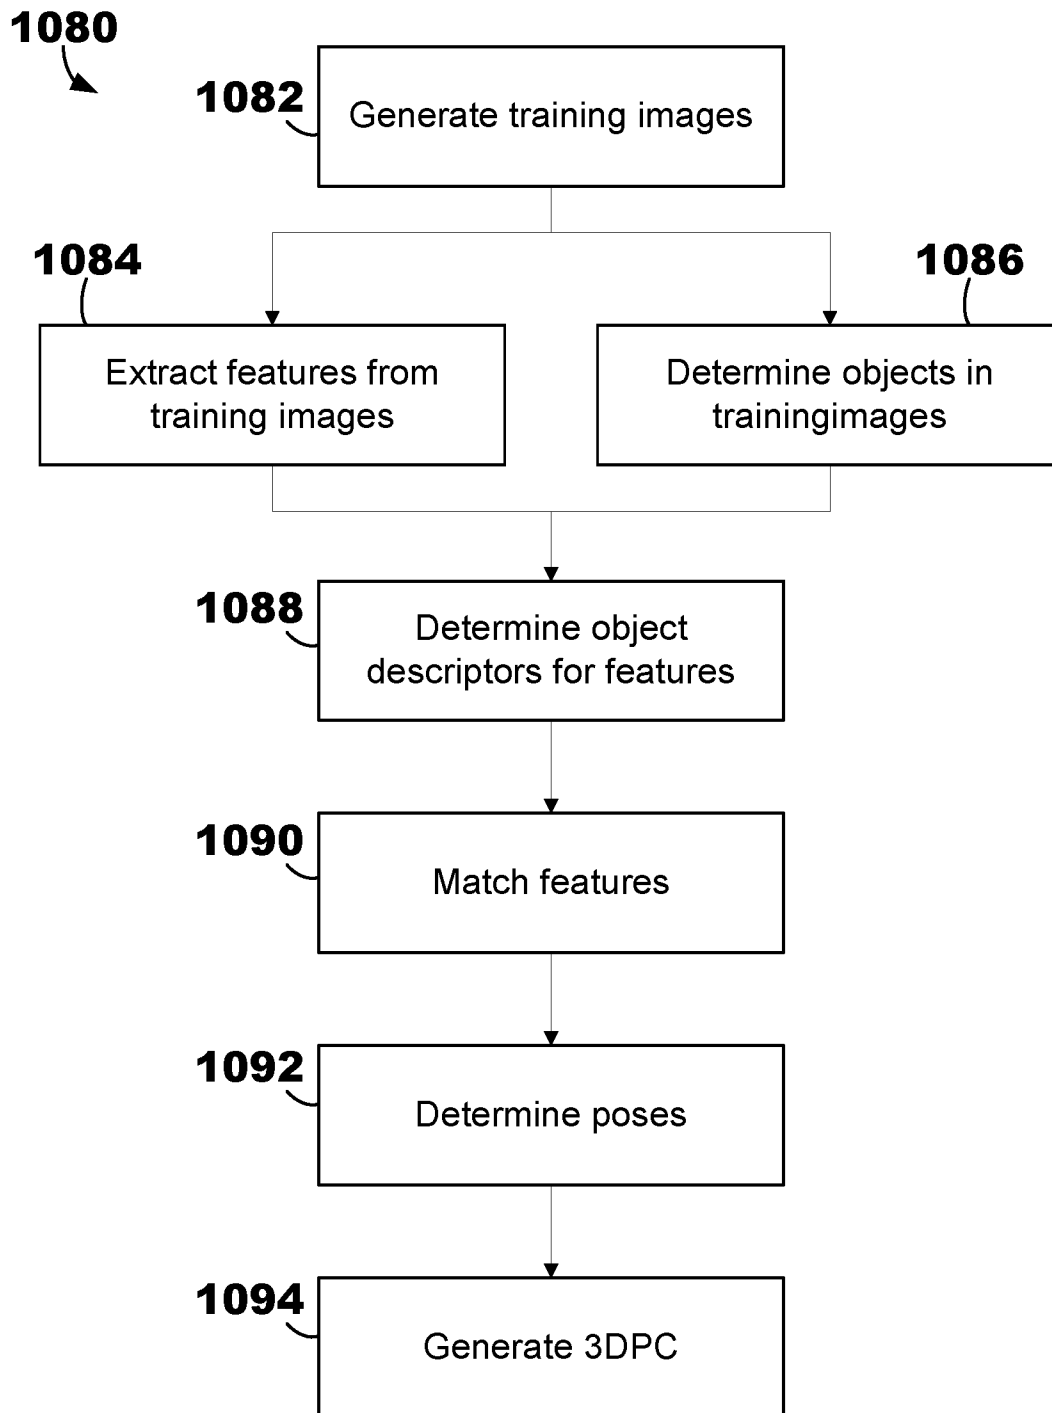 1080
1082
Generate training images
1084
1086
Extract features from
training images
Determine objects in
trainingimages
1088
Determine object
descriptors for features
1090
Match features
1092
Determine poses
1094
Generate 3DPC